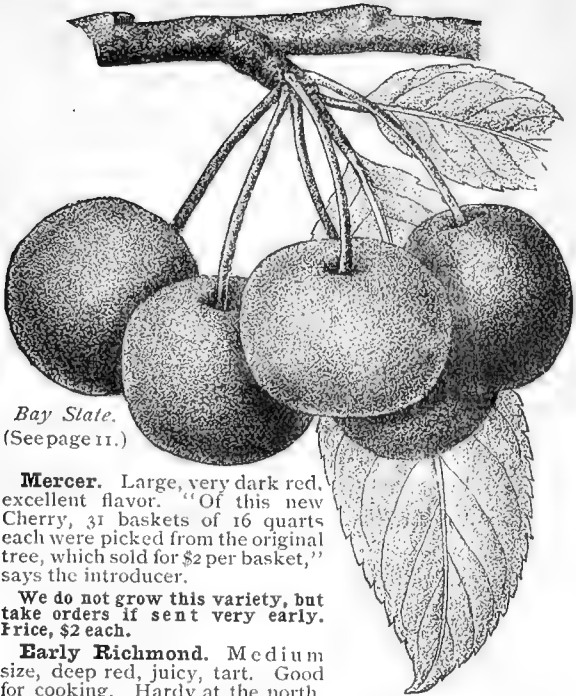 Bay State.
(See page 11.)
Mercer. Large, very dark red,
excellent flavor. "Of this new
Cherry, 31 baskets of 16 quarts
each were picked from the original
tree, which sold for $2 per basket,"
says the introducer.
We do not grow this variety, but
take orders if sent very early.
Price, $2 each.
Early Richmond. Medium
size, deep red, juicy, tart. Good
for cooking. Hardy at the north.